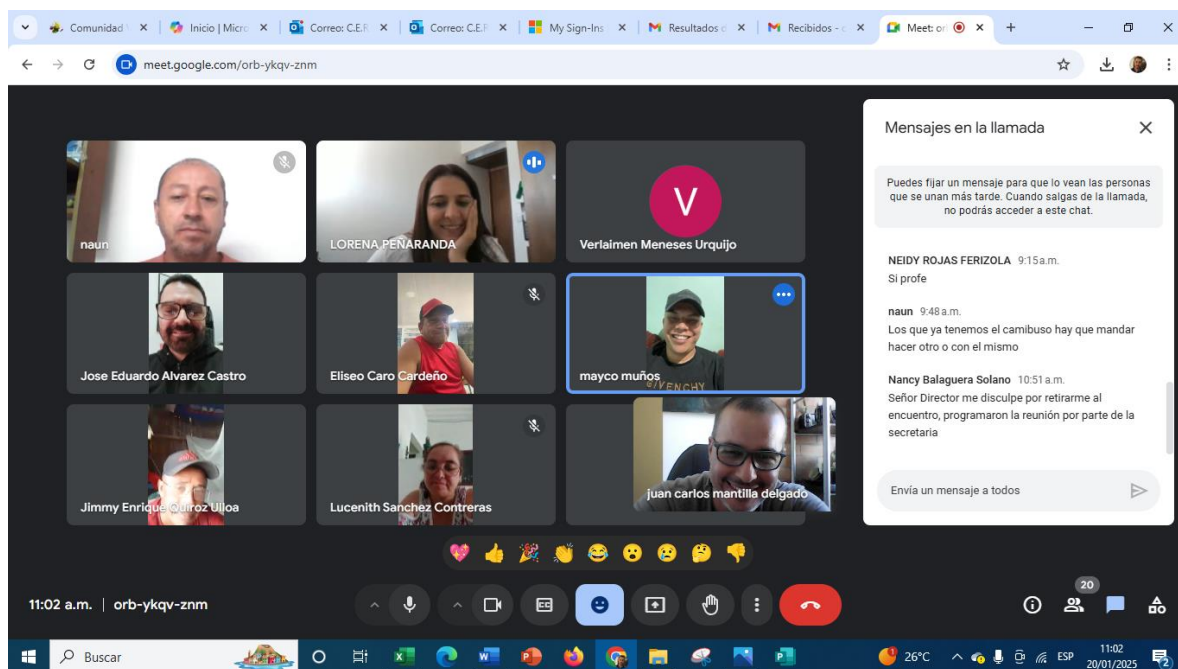 Comunidad
Inicio | Micro
Correo: C.E.R
Correo: C.E.R
My Sign-Ins
Resultados
Recibidos -
Meet: or
meet.google.com/orb-ykqv-znm
naun
LORENA PEÑARANDA
V
Verlaimen Meneses Urquijo
Jose Eduardo Alvarez Castro
Eliseo Caro Cardeño
mayco muños
GIVENCHY
Jimmy Enrique Quiroz Ulloa
Lucenith Sanchez Contreras
juan carlos mantilla delgado
Mensajes en la llamada
Puedes fijar un mensaje para que lo vean las personas
que se unan más tarde. Cuando salgas de la llamada,
no podrás acceder a este chat.
NEIDY ROJAS FERIZOLA 9:15 a.m.
Si profe
naun 9:48 a.m.
Los que ya tenemos el camibuso hay que mandar
hacer otro o con el mismo
Nancy Balaguera Solano 10:51 a.m.
Señor Director me disculpe por retirarme al
encuentro, programaron la reunión por parte de la
secretaria
Envía un mensaje a todos
11:02 a.m. | orb-ykqv-znm
CC
20
Buscar
26°C
ESP
11:02
20/01/2025
2